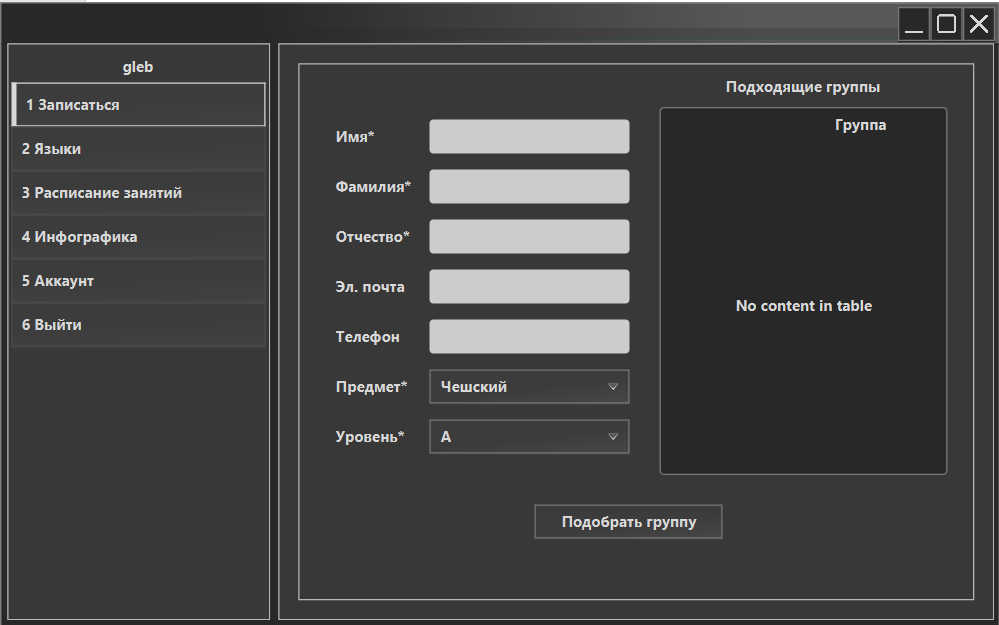 gleb
1 Записаться
2 Языки
3 Расписание занятий
4 Инфографика
5 Аккаунт
6 Выйти
Подходящие группы
Группа
No content in table
Имя*
Фамилия*
Отчество*
Эл. почта
Телефон
Предмет* Чешский
Уровень* A
Подобрать группу